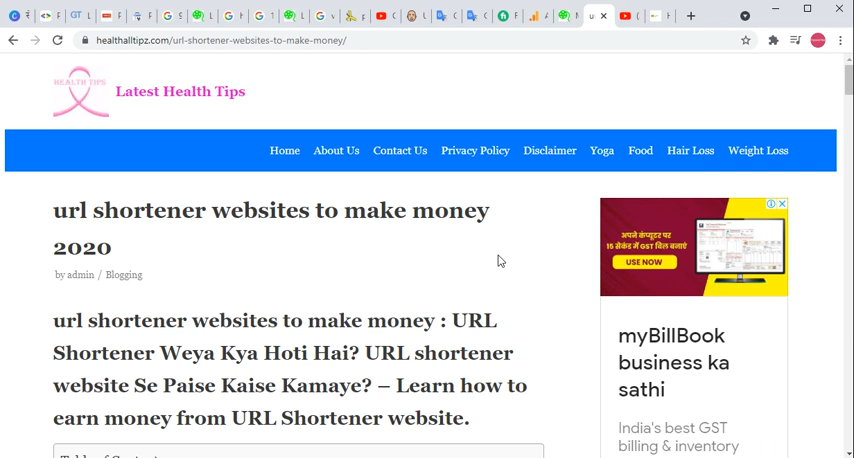 healthalltipz.com/url-shortener-websites-to-make-money/
HEALTH TIPS
Latest Health Tips
Home About Us Contact Us Privacy Policy Disclaimer Yoga Food Hair Loss Weight Loss
url shortener websites to make money
2020
by admin / Blogging
url shortener websites to make money : URL
Shortener Weya Kya Hoti Hai? URL shortener
website Se Paise Kaise Kamaye? – Learn how to
earn money from URL Shortener website.
अपने कंप्यूटर पर
15 सेकंड में GST बिल बनाएं
USE NOW
myBillBook
business ka
sathi
India's best GST
billing & inventory